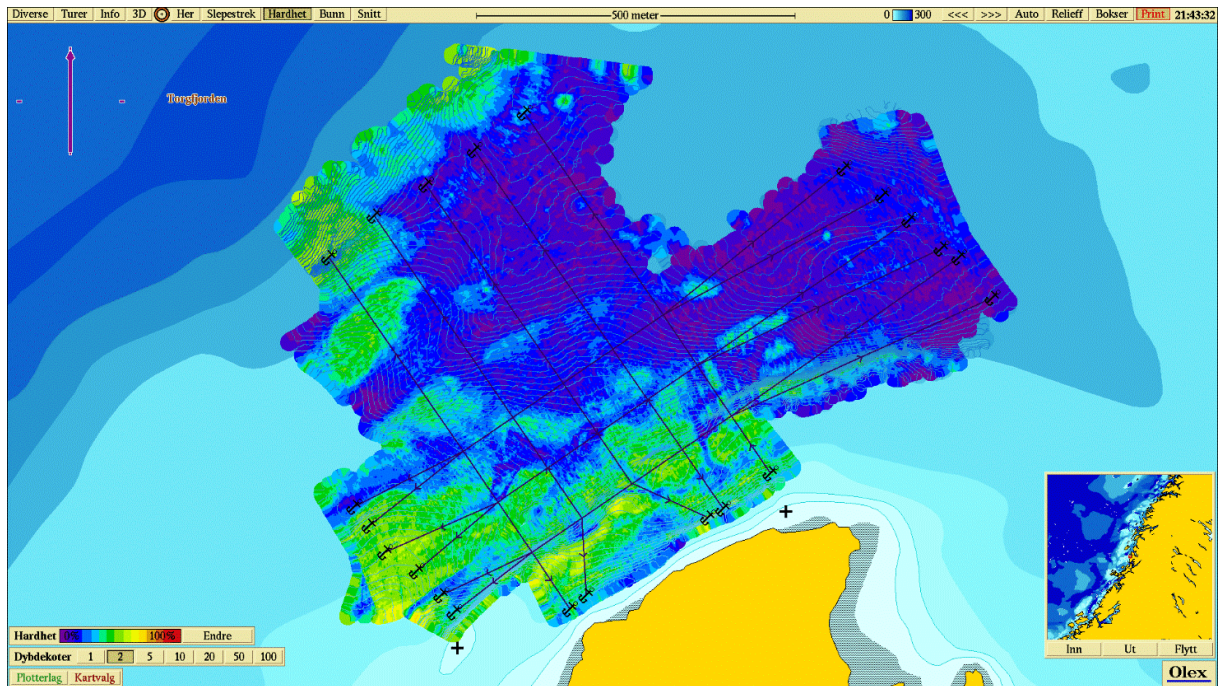 Diverse Turer Info 3D Her Slepestrek Hardhet Bunn Snitt 500 meter 0 300 <<< >>> Auto Relieff Bokser Print 21:43:32
Torgfjorden
Hardhet 0% 100% Endre
Dybdekoter 1 2 5 10 20 50 100
Plotterlag Kartvalg
Inn Ut Flytt
Olex